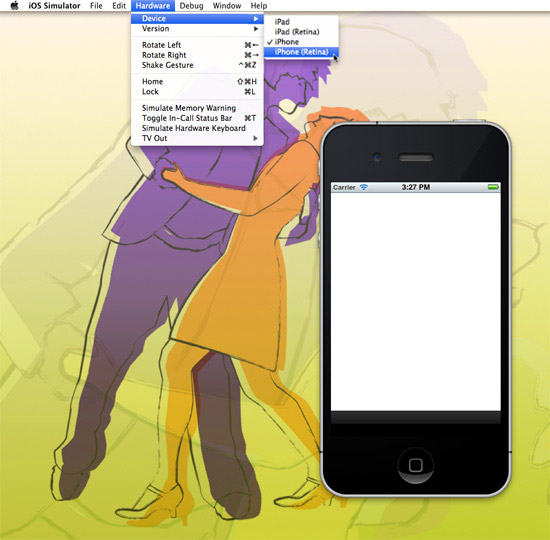 iOS Simulator File Edit Hardware Debug Window Help
Device
Version
Rotate Left ⌘←
Rotate Right ⌘→
Shake Gesture ^⌘Z
Home ⇧⌘H
Lock ⌘L
Simulate Memory Warning
Toggle In-Call Status Bar ⌘T
Simulate Hardware Keyboard
TV Out
iPad
iPad (Retina)
✓iPhone
iPhone (Retina)
Carrier 3:27 PM